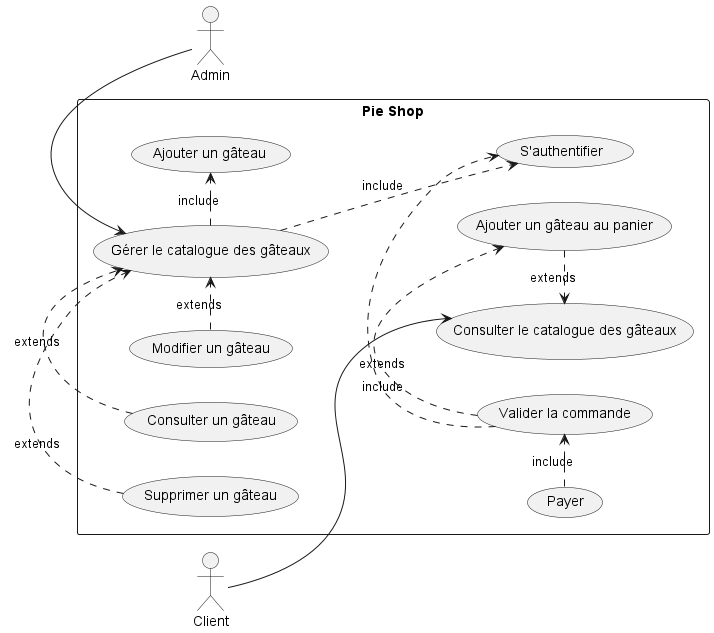 Admin
Pie Shop
Ajouter un gâteau
S'authentifier
include
include
Ajouter un gâteau au panier
Gérer le catalogue des gâteaux
extends
extends
Consulter le catalogue des gâteaux
extends
Modifier un gâteau
extends
include
Consulter un gâteau
Valider la commande
extends
include
Supprimer un gâteau
Payer
Client